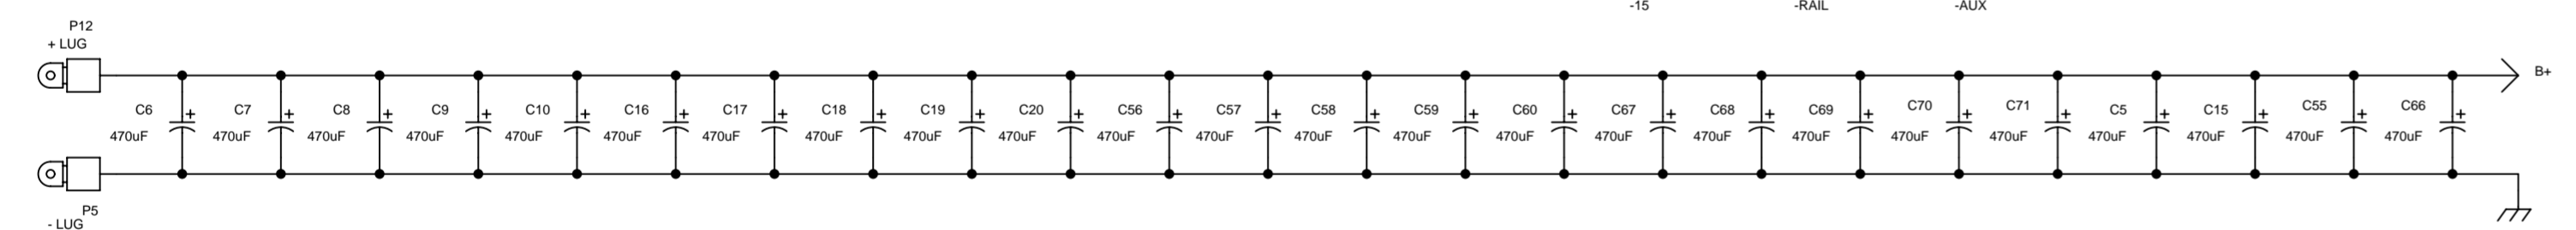 -15 -RAIL -AUX
P12
+ LUG
B+
C6 C7 C8 C9 C10 C16 C17 C18 C19 C20 C56 C57 C58 C59 C60 C67 C68 C69 C70 C71 C5 C15 C55 C66
470uF 470uF 470uF 470uF 470uF 470uF 470uF 470uF 470uF 470uF 470uF 470uF 470uF 470uF 470uF 470uF 470uF 470uF 470uF 470uF 470uF 470uF 470uF 470uF
P5
- LUG